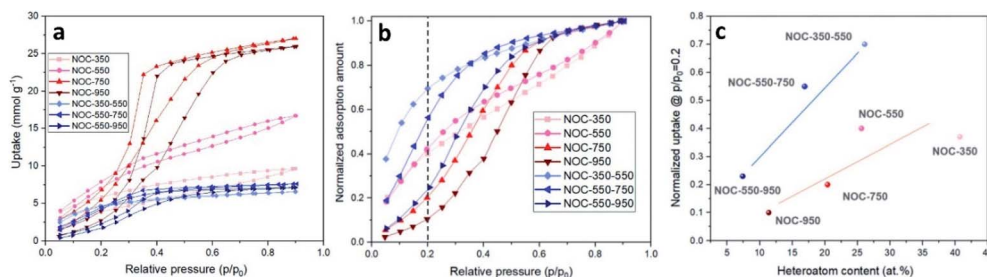 a
Uptake (mmol g⁻¹)
30
25
20
15
10
5
0
NOC-350
NOC-550
NOC-750
NOC-950
NOC-350-550
NOC-550-750
NOC-550-950
0.0 0.2 0.4 0.6 0.8 1.0
Relative pressure (p/p₀)
b
Normailzed adsorption amount
1.0
0.8
0.6
0.4
0.2
0.0
NOC-350
NOC-550
NOC-750
NOC-950
NOC-350-550
NOC-550-750
NOC-550-950
0.0 0.2 0.4 0.6 0.8 1.0
Relative pressure (p/p₀)
c
Normalized uptake @ p/p₀=0.2
0.8
0.7
0.6
0.5
0.4
0.3
0.2
0.1
0.0
NOC-350-550
NOC-550-750
NOC-550
NOC-350
NOC-550-950
NOC-750
NOC-950
5 10 15 20 25 30 35 40 45
Heteroatom content (at.%)